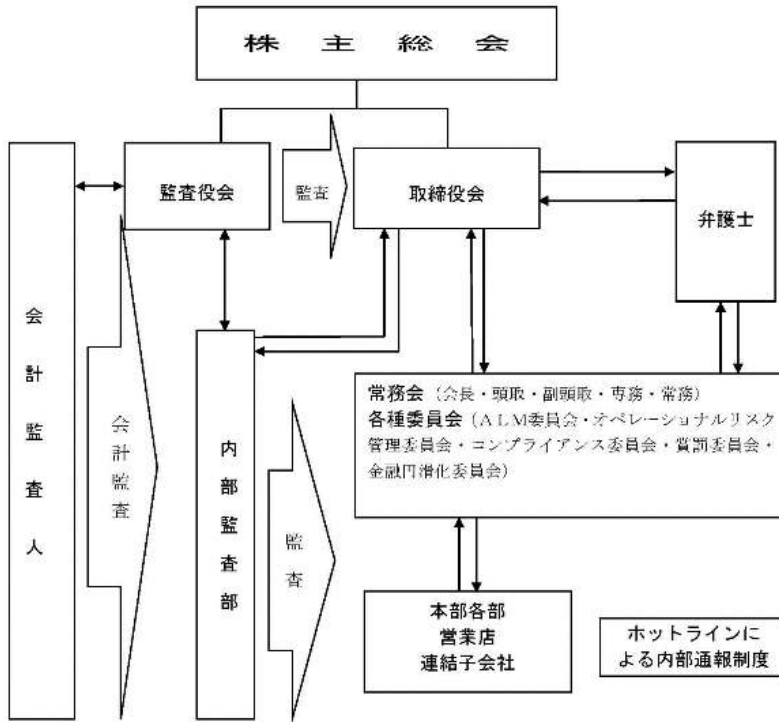 株主総会
監査役会
監査
取締役会
弁護士
会計監査人
会計監査
内部監査部
監査
常務会（会長・頭取・副頭取・専務・常務）
各種委員会（ＡＬＭ委員会・オペレーショナルリスク
管理委員会・コンプライアンス委員会・賞罰委員会・
金融円滑化委員会）
本部各部
営業店
連結子会社
ホットラインに
よる内部通報制度